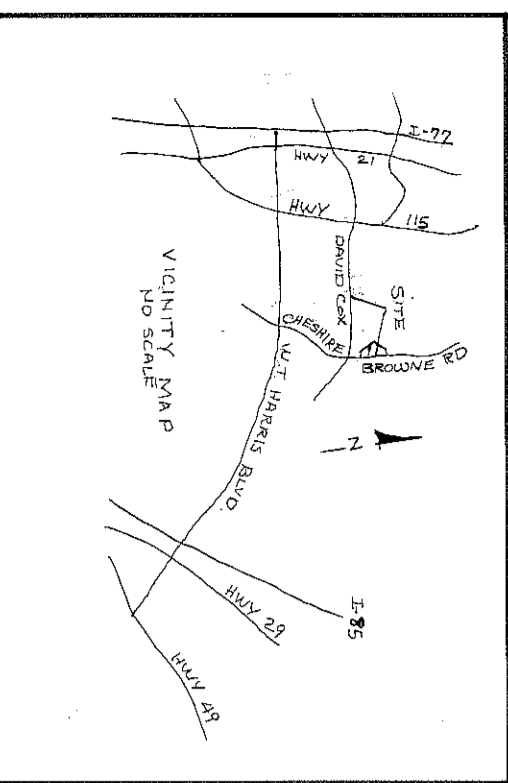 I-77
HWY 21
HWY 115
DAVID COX
SITE
CHESHIRE
BROWNE RD
W.T. HARRIS BLVD.
VICINITY MAP
NO SCALE
N
I-85
HWY 29
HWY 49